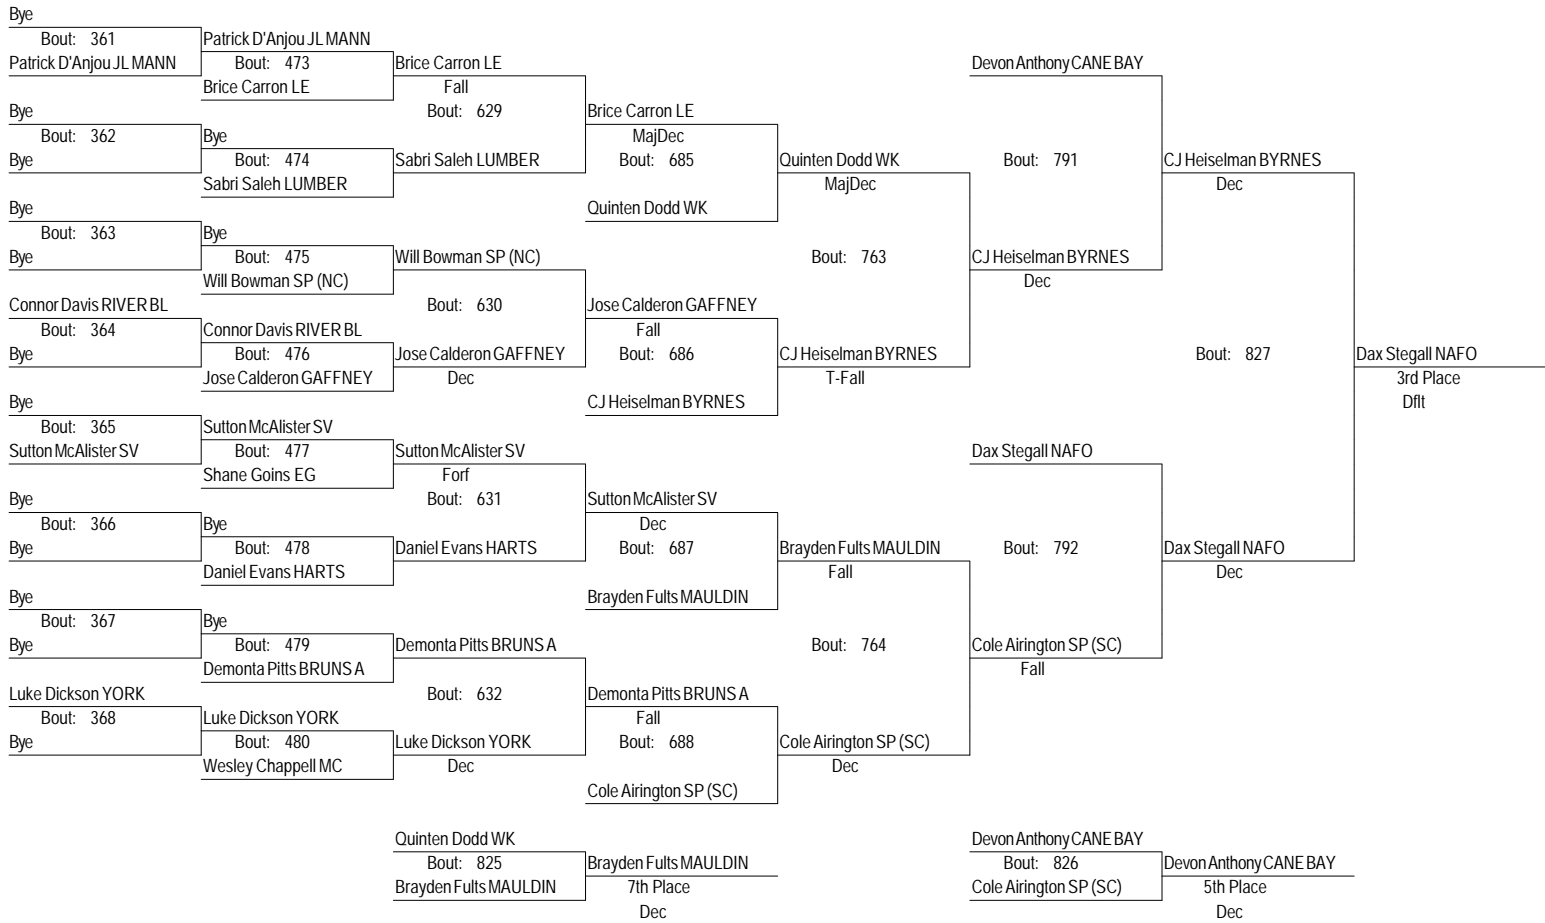 Bye
Bout: 361
Patrick D'Anjou JL MANN
Patrick D'Anjou JL MANN
Bout: 473
Brice Carron LE
Brice Carron LE
Fall
Bout: 629
Devon Anthony CANE BAY
Bye
Bout: 362
Bye
Bye
Bout: 474
Sabri Saleh LUMBER
Sabri Saleh LUMBER
Brice Carron LE
MajDec
Bout: 685
Quinten Dodd WK
Quinten Dodd WK
MajDec
Bout: 791
CJ Heiselman BYRNES
Dec
Bye
Bout: 363
Bye
Bye
Bout: 475
Will Bowman SP (NC)
Will Bowman SP (NC)
Bout: 630
Bout: 763
CJ Heiselman BYRNES
Dec
Connor Davis RIVER BL
Bout: 364
Bye
Connor Davis RIVER BL
Bout: 476
Jose Calderon GAFFNEY
Jose Calderon GAFFNEY
Dec
Jose Calderon GAFFNEY
Fall
Bout: 686
CJ Heiselman BYRNES
CJ Heiselman BYRNES
T-Fall
Bout: 827
Dax Stegall NAFO
3rd Place
Dflt
Bye
Bout: 365
Sutton McAlister SV
Sutton McAlister SV
Bout: 477
Shane Goins EG
Sutton McAlister SV
Forf
Bout: 631
Dax Stegall NAFO
Bye
Bout: 366
Bye
Bye
Bout: 478
Daniel Evans HARTS
Daniel Evans HARTS
Sutton McAlister SV
Dec
Bout: 687
Brayden Fults MAULDIN
Brayden Fults MAULDIN
Fall
Bout: 792
Dax Stegall NAFO
Dec
Bye
Bout: 367
Bye
Bye
Bout: 479
Demonta Pitts BRUNS A
Demonta Pitts BRUNS A
Bout: 632
Bout: 764
Cole Airington SP (SC)
Fall
Luke Dickson YORK
Bout: 368
Bye
Luke Dickson YORK
Bout: 480
Wesley Chappell MC
Luke Dickson YORK
Dec
Demonta Pitts BRUNS A
Fall
Bout: 688
Cole Airington SP (SC)
Cole Airington SP (SC)
Dec
Quinten Dodd WK
Bout: 825
Brayden Fults MAULDIN
Brayden Fults MAULDIN
7th Place
Dec
Devon Anthony CANE BAY
Bout: 826
Cole Airington SP (SC)
Devon Anthony CANE BAY
5th Place
Dec